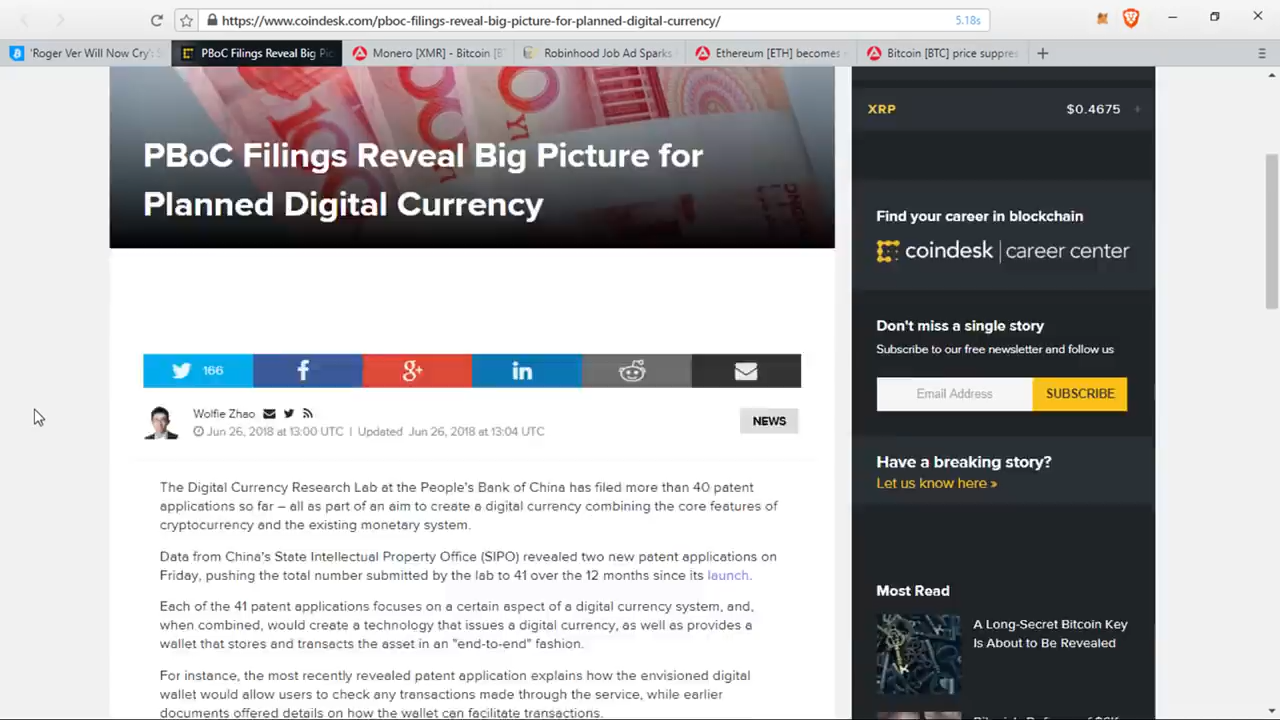 https://www.coindesk.com/pboc-filings-reveal-big-picture-for-planned-digital-currency/
5.18s
'Roger Ver Will Now Cry':
PBoC Filings Reveal Big Pic
Monero [XMR] - Bitcoin [B
Robinhood Job Ad Sparks
Ethereum [ETH] becomes
Bitcoin [BTC] price suppres
PBoC Filings Reveal Big Picture for
Planned Digital Currency
166
Wolfie Zhao
Jun 26, 2018 at 13:00 UTC | Updated Jun 26, 2018 at 13:04 UTC
NEWS
The Digital Currency Research Lab at the People's Bank of China has filed more than 40 patent
applications so far – all as part of an aim to create a digital currency combining the core features of
cryptocurrency and the existing monetary system.
Data from China's State Intellectual Property Office (SIPO) revealed two new patent applications on
Friday, pushing the total number submitted by the lab to 41 over the 12 months since its launch.
Each of the 41 patent applications focuses on a certain aspect of a digital currency system, and,
when combined, would create a technology that issues a digital currency, as well as provides a
wallet that stores and transacts the asset in an "end-to-end" fashion.
For instance, the most recently revealed patent application explains how the envisioned digital
wallet would allow users to check any transactions made through the service, while earlier
documents offered details on how the wallet can facilitate transactions.
XRP $0.4675 +
Find your career in blockchain
coindesk | career center
Don't miss a single story
Subscribe to our free newsletter and follow us
Email Address SUBSCRIBE
Have a breaking story?
Let us know here »
Most Read
A Long-Secret Bitcoin Key
Is About to Be Revealed